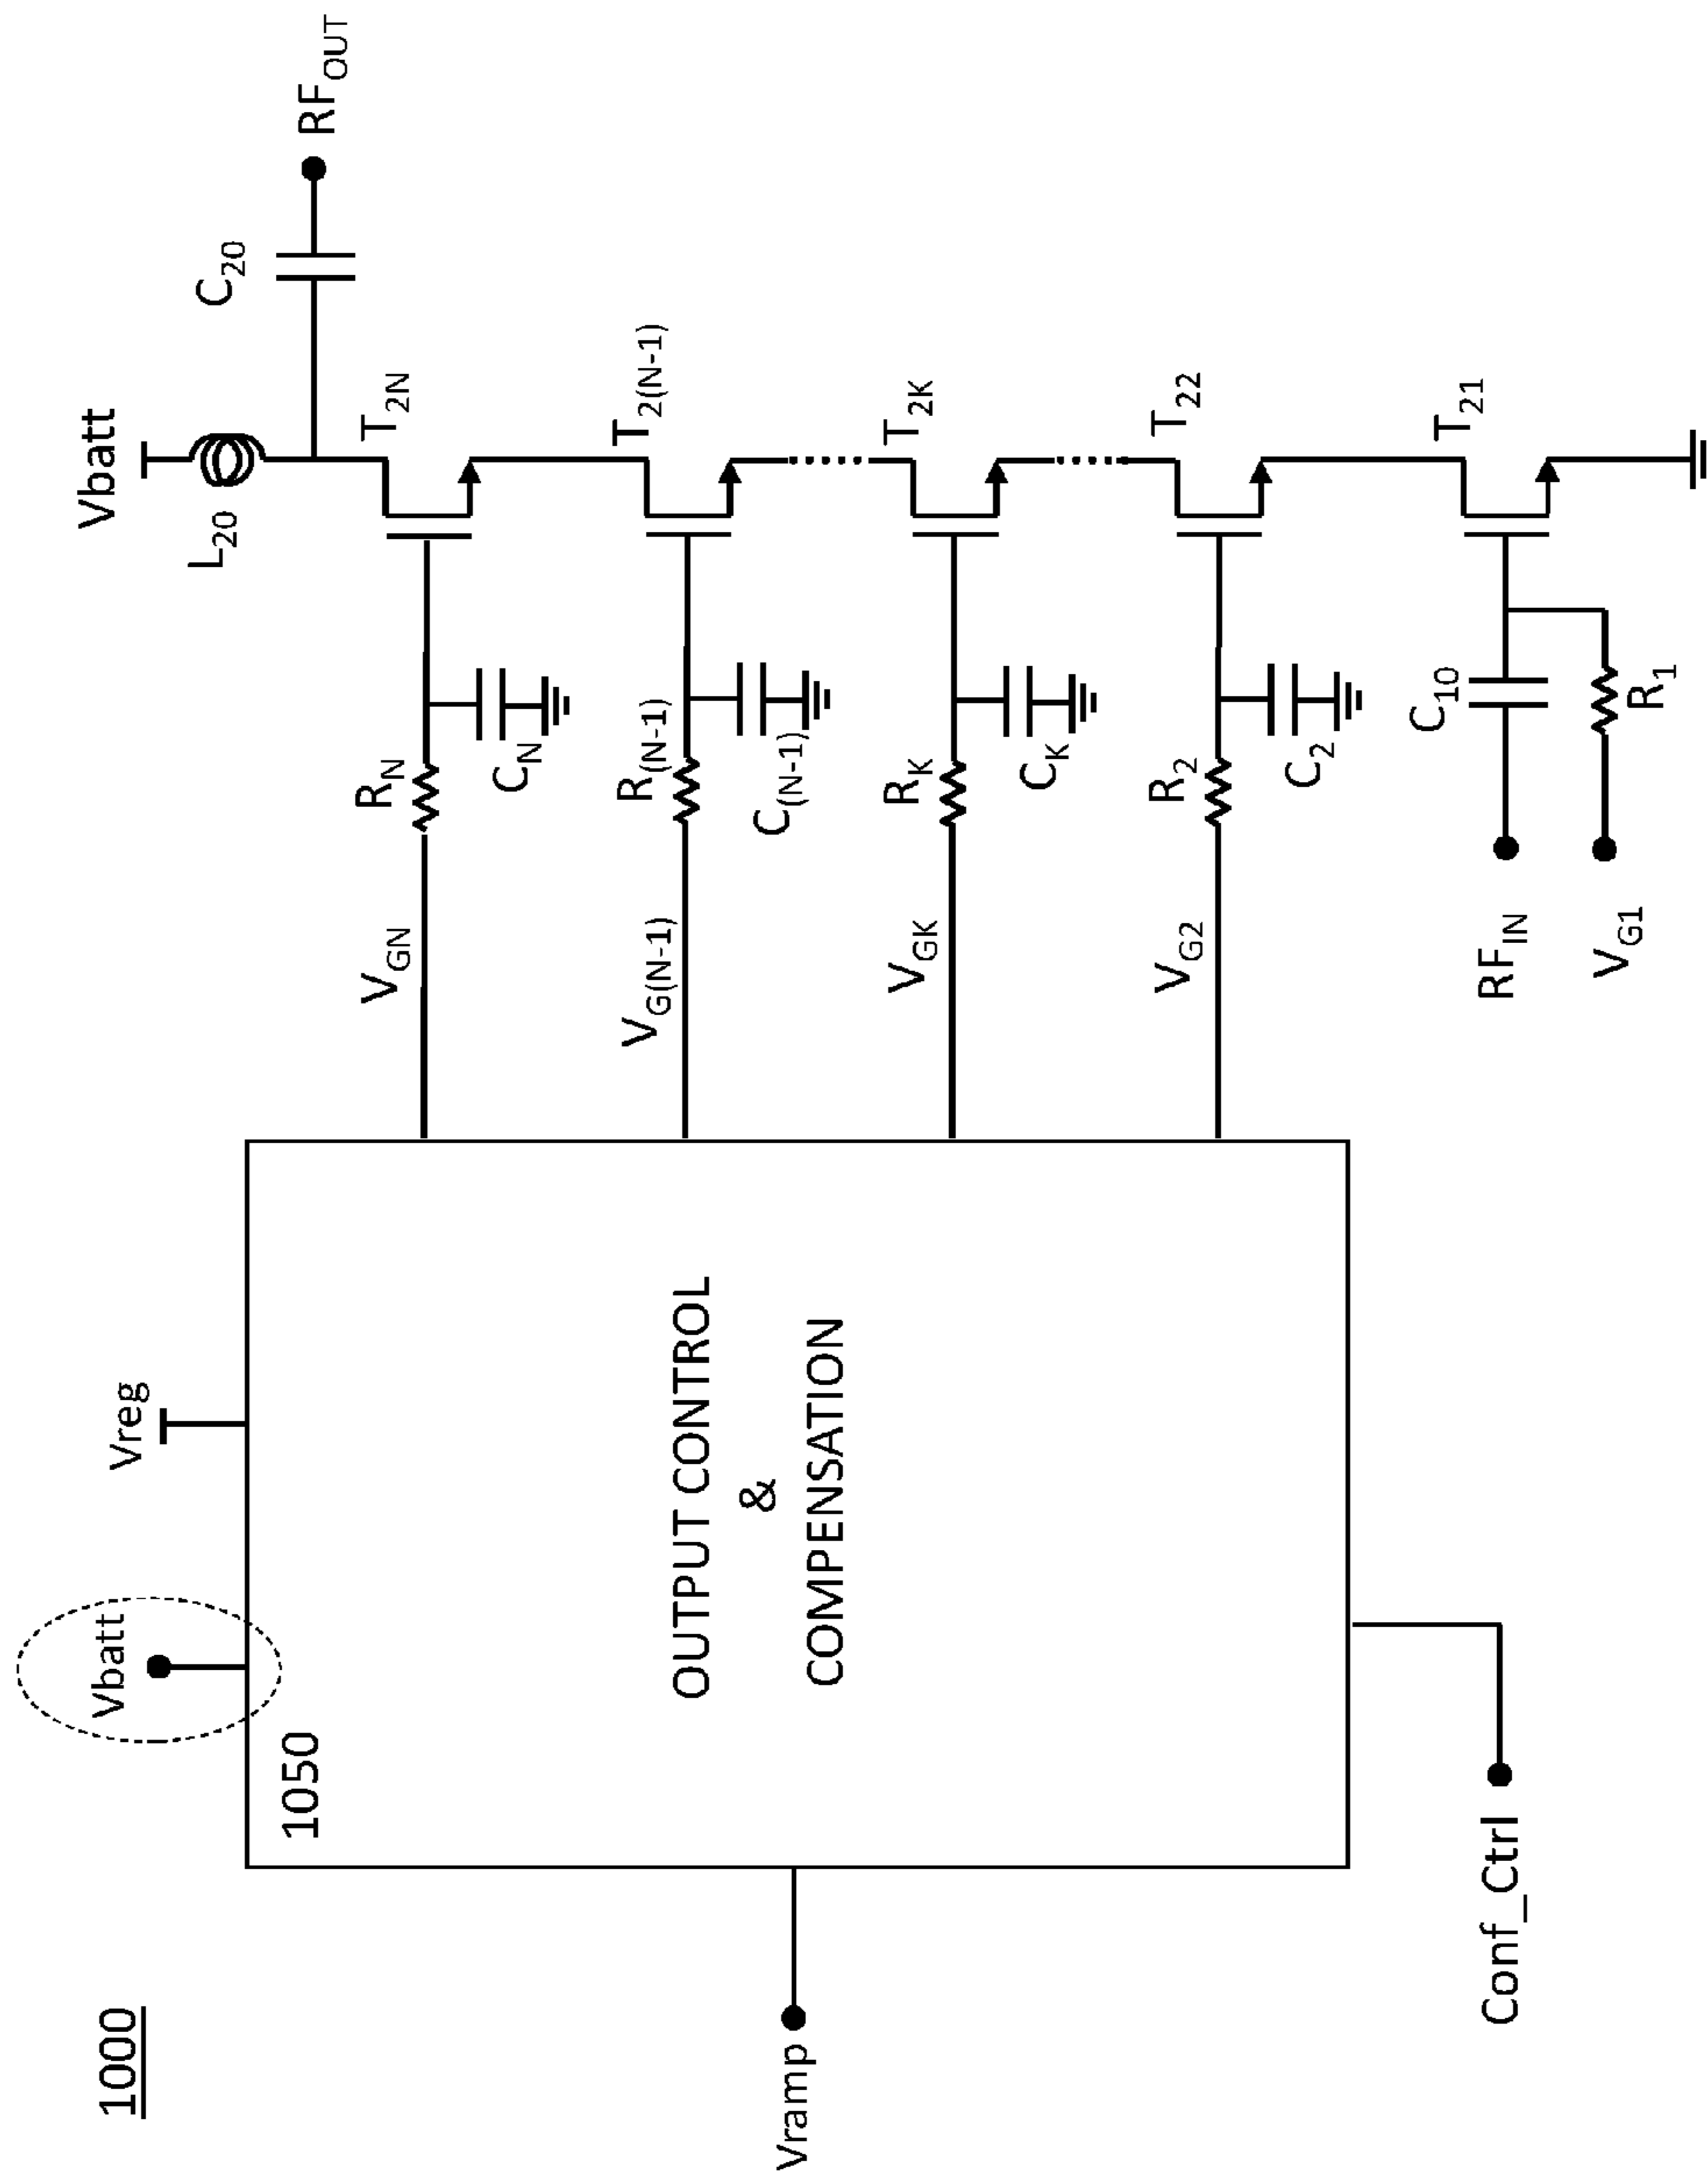 1000
Vbatt
Vreg
Vbatt
L20
C20
RFOUT
1050
VGN
RN
CN
T2N
VG(N-1)
R(N-1)
C(N-1)
T2(N-1)
OUTPUT CONTROL
&
COMPENSATION
Vramp
VGK
RK
CK
T2K
VG2
R2
C2
T22
RFIN
C10
T21
VG1
R1
Conf_Ctrl